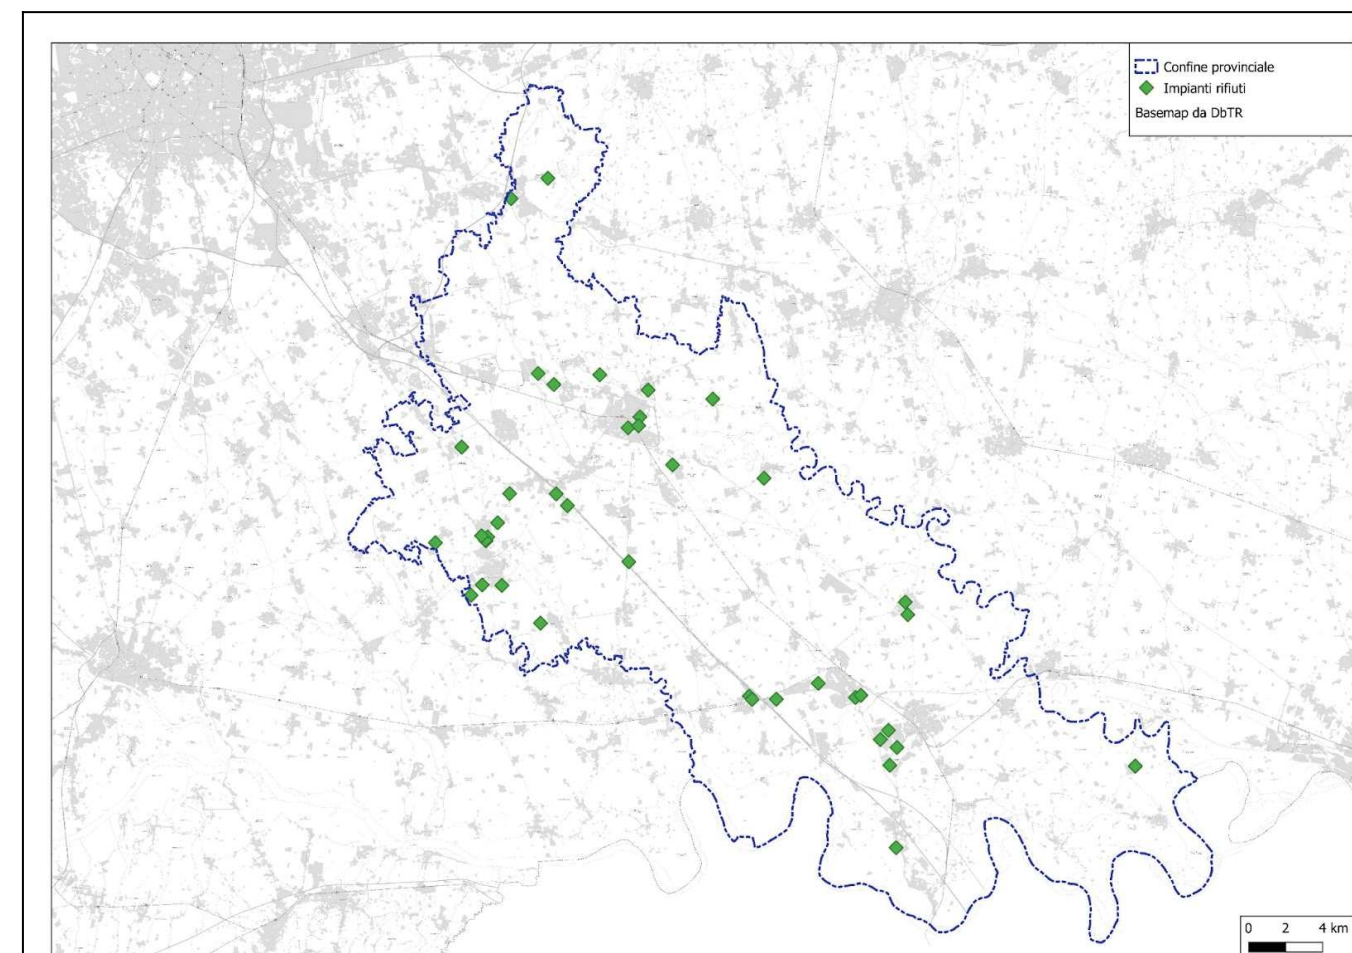 Confine provinciale
Impianti rifiuti
Basemap da DbTR
0 2 4 km